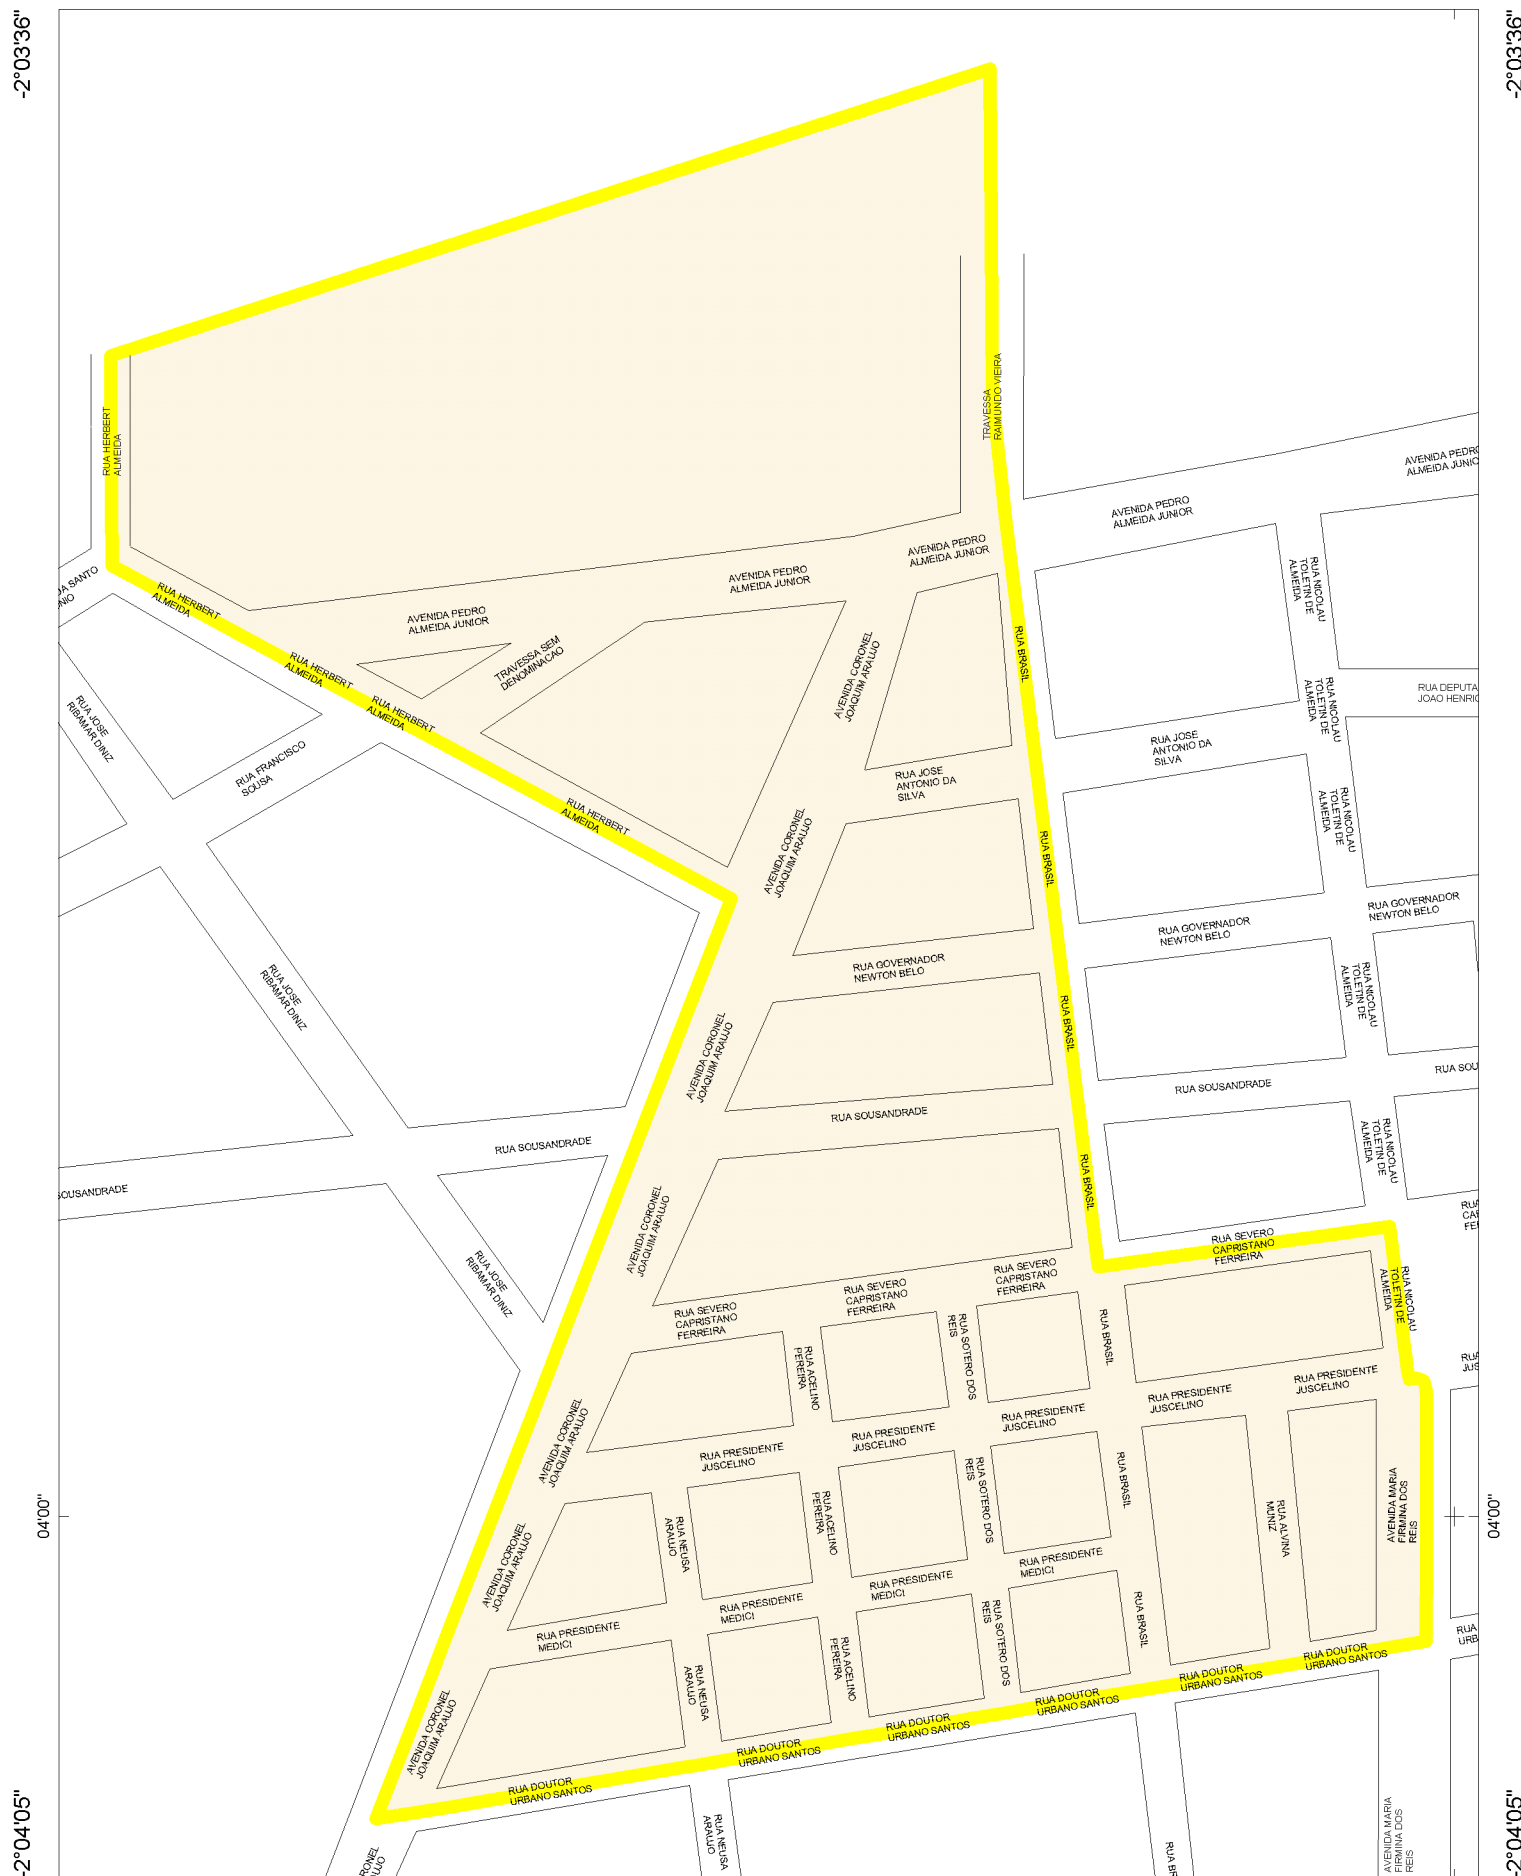 -2°03'36"
-2°03'36"
TRAVESSA
RAIMUNDO VIEIRA
RUA HERBERT
ALMEIDA
AVENIDA PEDRO
ALMEIDA JUNIOR
AVENIDA PEDR
ALMEIDA JUNIO
AVENIDA PEDRO
ALMEIDA JUNIOR
AVENIDA PEDRO
ALMEIDA JUNIOR
AVENIDA PEDRO
ALMEIDA JUNIOR
DA SANTO
NIO
RUA HERBERT
ALMEIDA
RUA HERBERT
ALMEIDA
RUA HERBERT
ALMEIDA
RUA HERBERT
ALMEIDA
TRAVESSA SEM
DENOMINACAO
AVENIDA CORONEL
JOAQUIM ARAUJO
RUA BRASIL
RUA NICOLAU
TOLETIN DE
ALMEIDA
RUA NICOLAU
TOLETIN DE
ALMEIDA
RUA DEPUTA
JOAO HENRIC
RUA JOSE
RIBAMAR DINIZ
RUA FRANCISCO
SOUSA
RUA JOSE
ANTONIO DA
SILVA
RUA JOSE
ANTONIO DA
SILVA
RUA NICOLAU
TOLETIN DE
ALMEIDA
AVENIDA CORONEL
JOAQUIM ARAUJO
RUA BRASIL
RUA GOVERNADOR
NEWTON BELO
RUA GOVERNADOR
NEWTON BELO
RUA GOVERNADOR
NEWTON BELO
RUA JOSE
RIBAMAR DINIZ
AVENIDA CORONEL
JOAQUIM ARAUJO
RUA BRASIL
RUA NICOLAU
TOLETIN DE
ALMEIDA
RUA SOUSANDRADE
RUA SOUSANDRADE
RUA SOUSANDRADE
RUA SOU
SOUSANDRADE
RUA NICOLAU
TOLETIN DE
ALMEIDA
RUA BRASIL
AVENIDA CORONEL
JOAQUIM ARAUJO
RUA JOSE
RIBAMAR DINIZ
RUA SEVERO
CAPRISTANO
FERREIRA
RUA SEVERO
CAPRISTANO
FERREIRA
RUA SEVERO
CAPRISTANO
FERREIRA
RUA SEVERO
CAPRISTANO
FERREIRA
RUA
CAF
FE
RUA NICOLAU
TOLETIN DE
ALMEIDA
RUA ACELINO
PEREIRA
RUA SOTERO DOS
REIS
RUA BRASIL
RUA
JUS
RUA PRESIDENTE
JUSCELINO
RUA PRESIDENTE
JUSCELINO
RUA PRESIDENTE
JUSCELINO
RUA PRESIDENTE
JUSCELINO
RUA PRESIDENTE
JUSCELINO
AVENIDA CORONEL
JOAQUIM ARAUJO
04'00"
04'00"
AVENIDA CORONEL
JOAQUIM ARAUJO
RUA NEUSA
ARAUJO
RUA ACELINO
PEREIRA
RUA SOTERO DOS
REIS
RUA BRASIL
RUA ALVINA
MUNIZ
AVENIDA MARIA
FIRMINA DOS
REIS
RUA PRESIDENTE
MEDICI
RUA PRESIDENTE
MEDICI
RUA PRESIDENTE
MEDICI
RUA PRESIDENTE
MEDICI
AVENIDA CORONEL
JOAQUIM ARAUJO
RUA NEUSA
ARAUJO
RUA ACELINO
PEREIRA
RUA SOTERO DOS
REIS
RUA BRASIL
RUA DOUTOR
URBANO SANTOS
RUA DOUTOR
URBANO SANTOS
RUA DOUTOR
URBANO SANTOS
RUA DOUTOR
URBANO SANTOS
RUA DOUTOR
URBANO SANTOS
RUA DOUTOR
URBANO SANTOS
RUA
URB
-2°04'05"
-2°04'05"
RONEL
UJO
RUA NEUSA
ARAUJO
RUA BR
AVENIDA MARIA
FIRMINA DOS
REIS